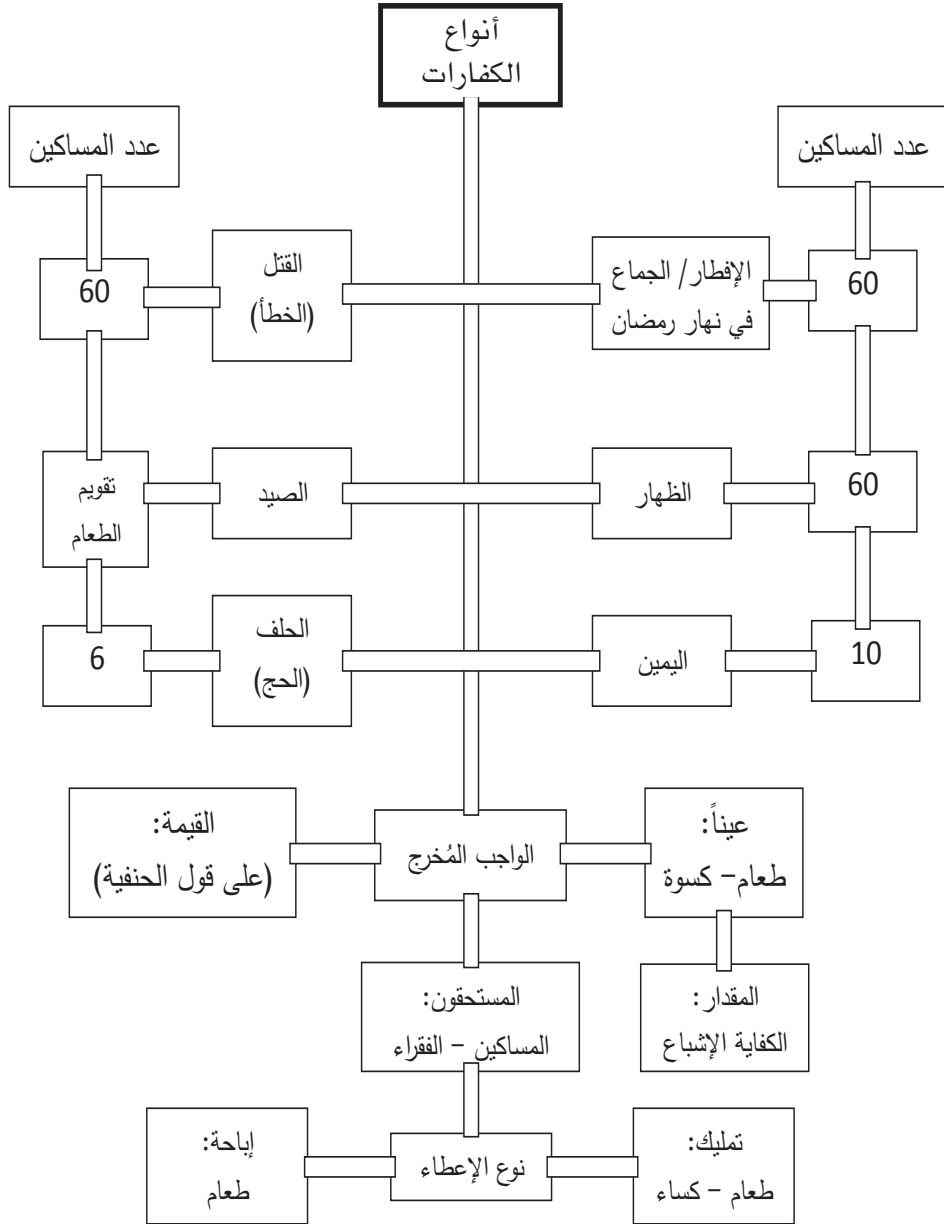 أنواع
الكفارات
عدد المساكين
عدد المساكين
60
الإفطار/ الجماع
في نهار رمضان
القتل
(الخطأ)
60
60
الظهار
الصيد
تقويم
الطعام
10
اليمين
الحلف
(الحج)
6
عيناً:
طعام– كسوة
الواجب المُخرج
القيمة:
(على قول الحنفية)
المقدار:
الكفاية الإشباع
المستحقون:
المساكين – الفقراء
تمليك:
طعام – كساء
نوع الإعطاء
إباحة:
طعام